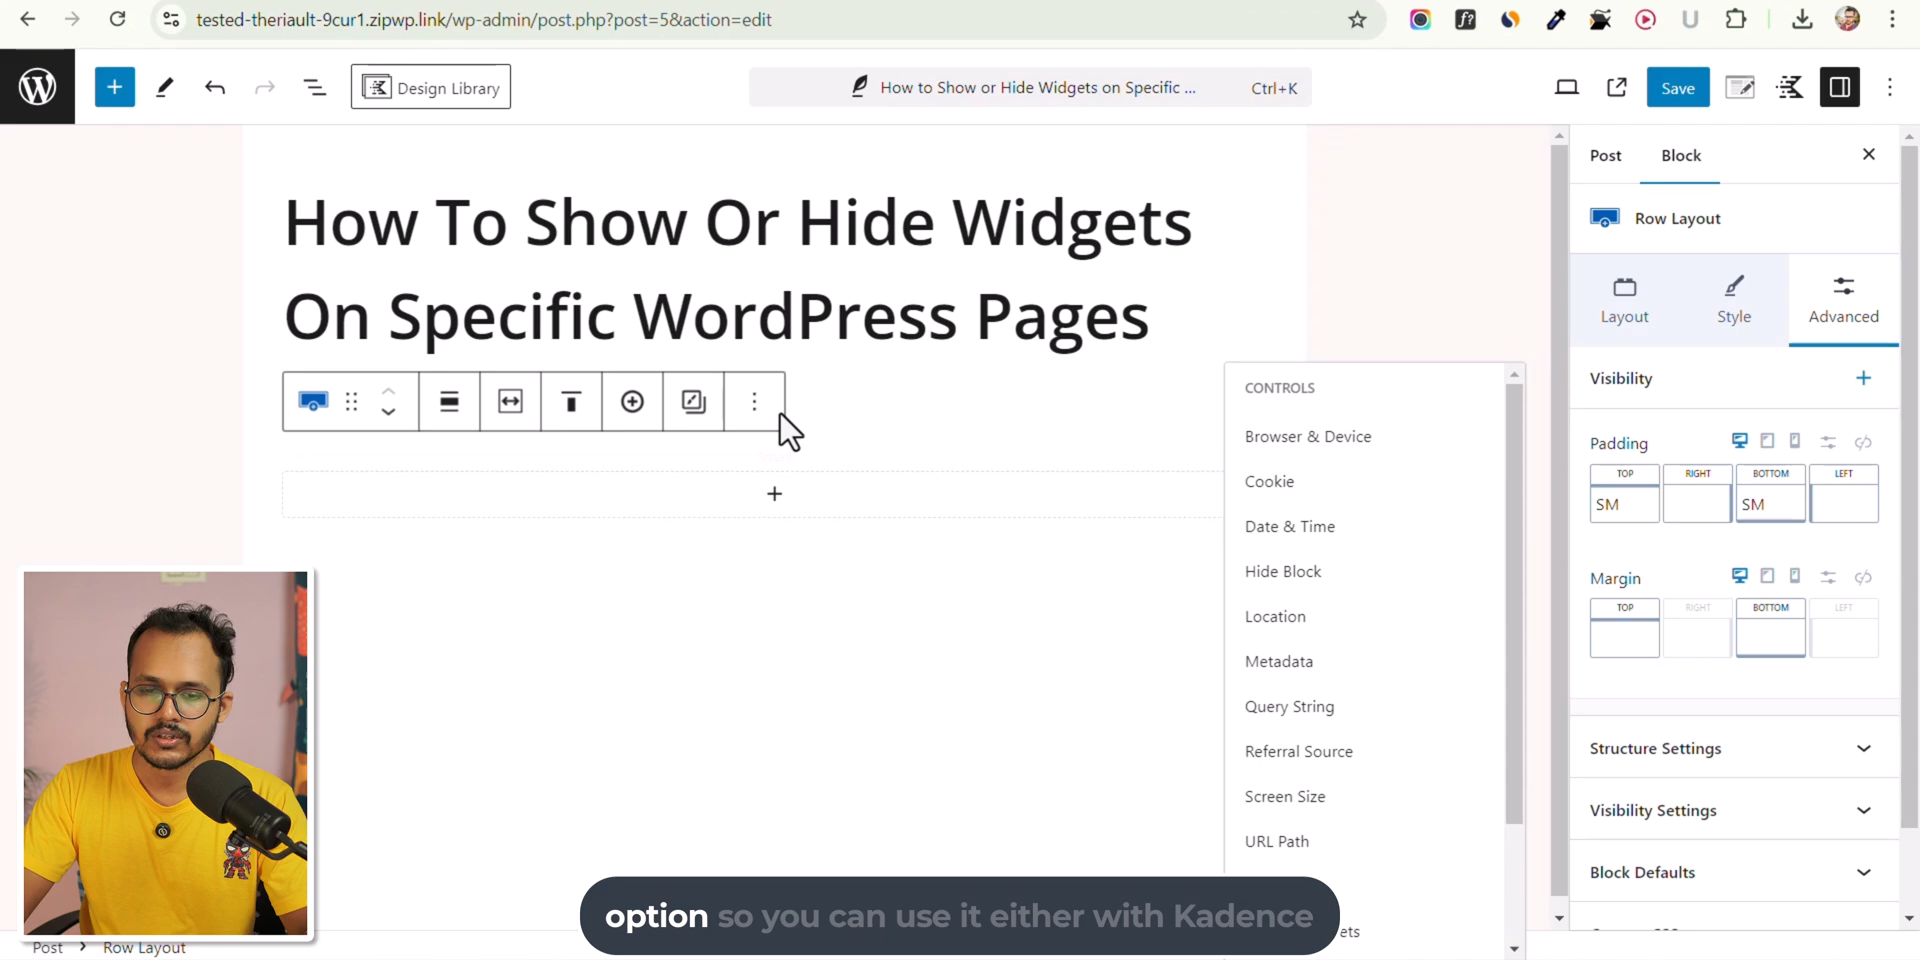 tested-theriault-9cur1.zipwp.link/wp-admin/post.php?post=5&action=edit
Design Library
How to Show or Hide Widgets on Specific ...
Ctrl+K
Save
How To Show Or Hide Widgets
On Specific WordPress Pages
CONTROLS
Browser & Device
Cookie
Date & Time
Hide Block
Location
Metadata
Query String
Referral Source
Screen Size
URL Path
Post
Block
Row Layout
Layout
Style
Advanced
Visibility
Padding
TOP
RIGHT
BOTTOM
LEFT
SM
SM
Margin
TOP
RIGHT
BOTTOM
LEFT
Structure Settings
Visibility Settings
Block Defaults
option so you can use it either with Kadence
Post
Row Layout